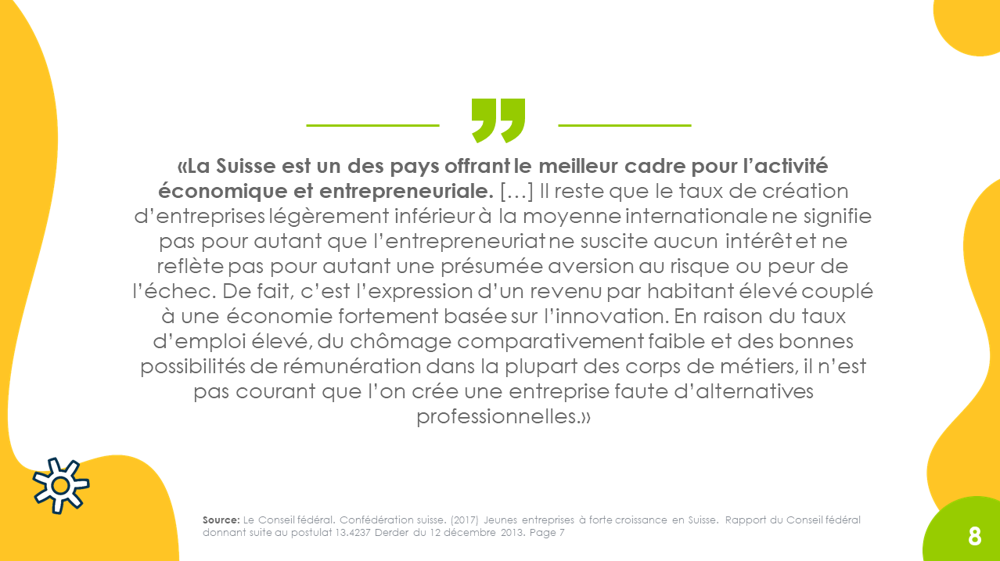 «La Suisse est un des pays offrant le meilleur cadre pour l’activité
économique et entrepreneuriale. […] Il reste que le taux de création
d’entreprises légèrement inférieur à la moyenne internationale ne signifie
pas pour autant que l’entrepreneuriat ne suscite aucun intérêt et ne
reflète pas pour autant une présumée aversion au risque ou peur de
l’échec. De fait, c’est l’expression d’un revenu par habitant élevé couplé
à une économie fortement basée sur l’innovation. En raison du taux
d’emploi élevé, du chômage comparativement faible et des bonnes
possibilités de rémunération dans la plupart des corps de métiers, il n’est
pas courant que l’on crée une entreprise faute d’alternatives
professionnelles.»
Source: Le Conseil fédéral. Confédération suisse. (2017) Jeunes entreprises à forte croissance en Suisse. Rapport du Conseil fédéral
donnant suite au postulat 13.4237 Derder du 12 décembre 2013. Page 7
8